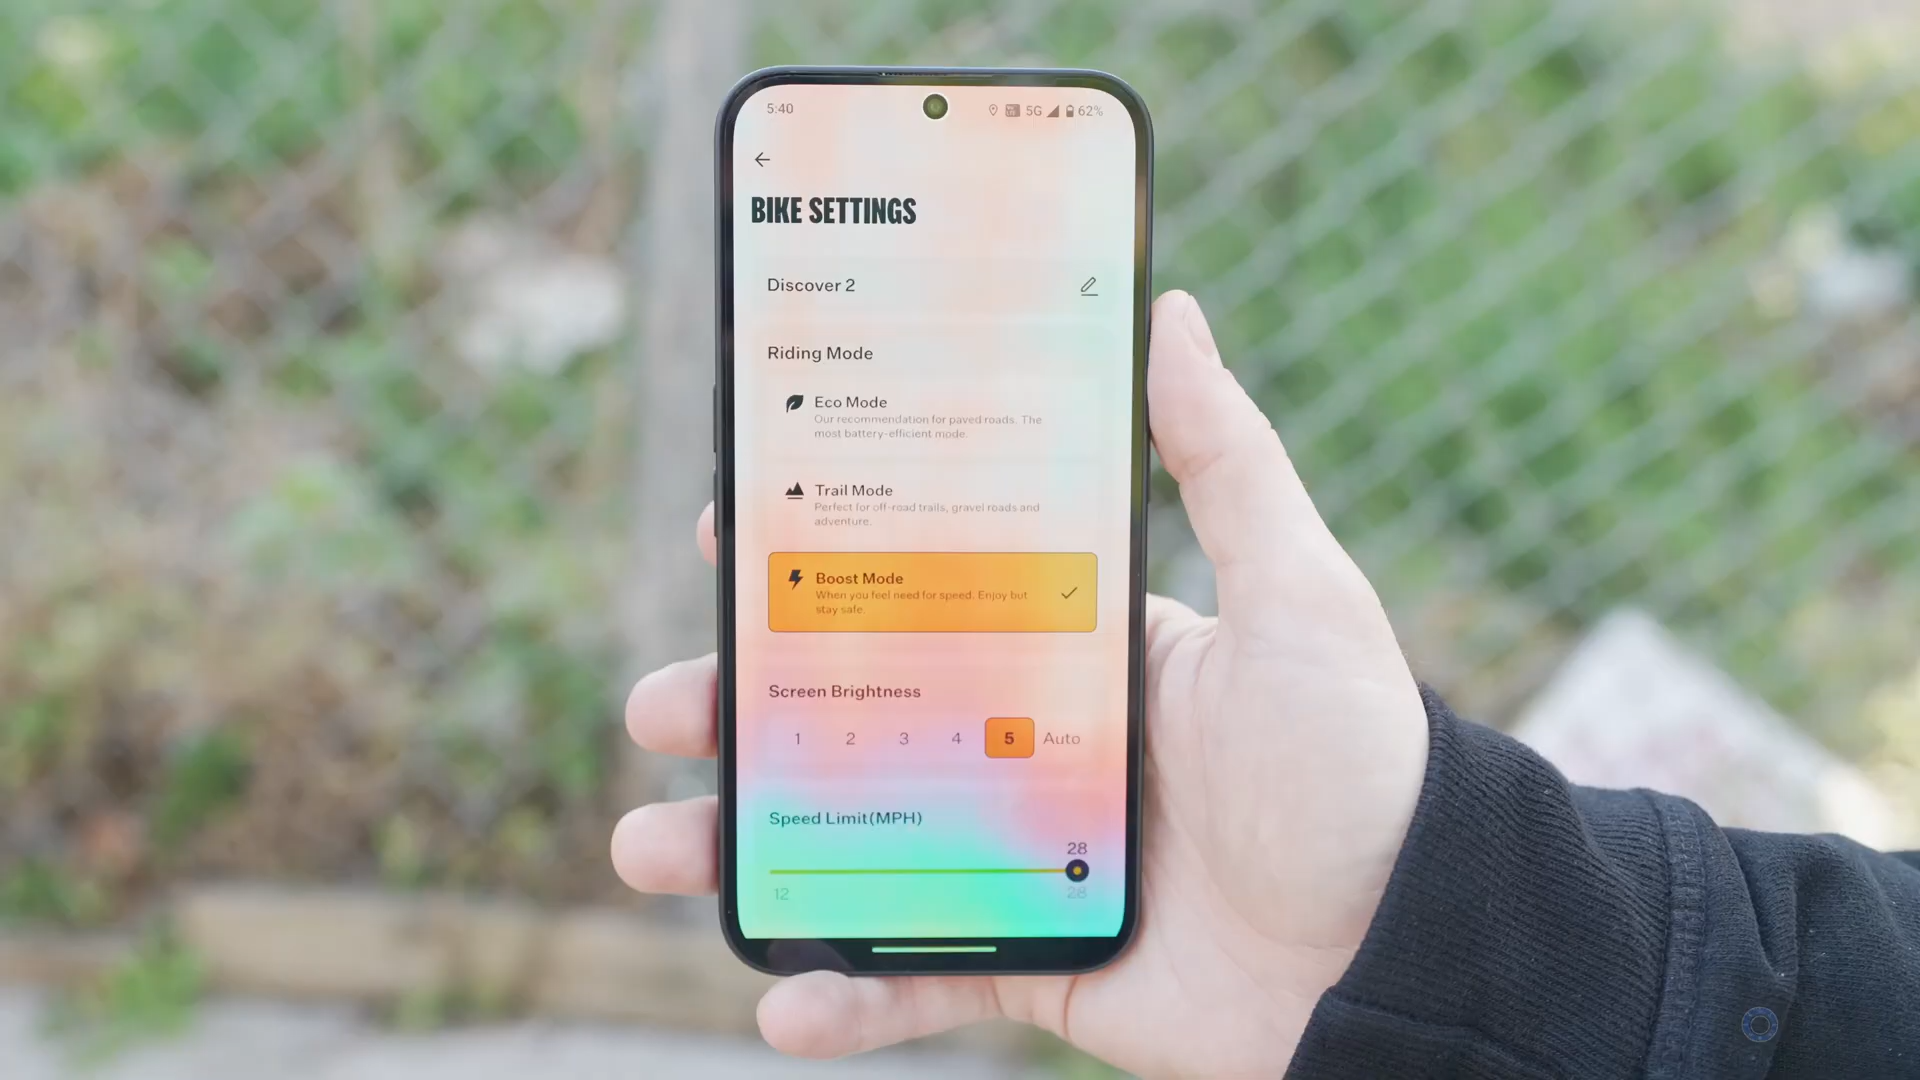 5:40
5G 62%
BIKE SETTINGS
Discover 2
Riding Mode
Eco Mode
Our recommendation for paved roads. The
most battery-efficient mode.
Trail Mode
Perfect for off-road trails, gravel roads and
adventure.
Boost Mode
When you feel need for speed. Enjoy but
stay safe.
Screen Brightness
1 2 3 4 5 Auto
Speed Limit(MPH)
28
12 28